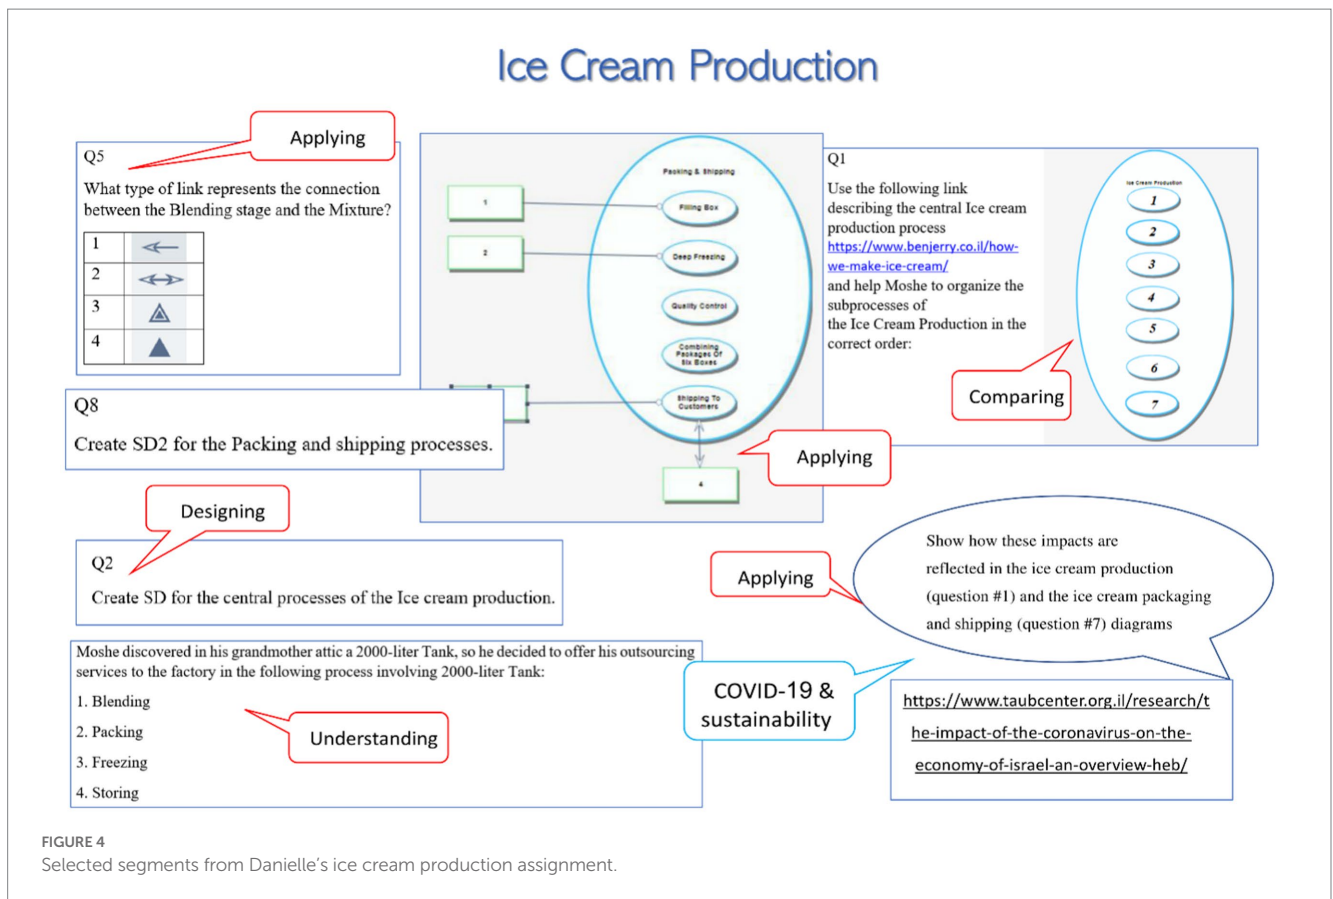 Ice Cream Production
Applying
Q5
What type of link represents the connection
between the Blending stage and the Mixture?
1
2
3
4
Packing & Shipping
1
Filling Box
2
Deep Freezing
Quality Control
Combining
Packages Of
Six Boxes
Shipping To
Customers
4
Applying
Q1
Use the following link
describing the central Ice cream
production process
https://www.benjerry.co.il/how-
we-make-ice-cream/
and help Moshe to organize the
subprocesses of
the Ice Cream Production in the
correct order:
Comparing
Ice Cream Production
1
2
3
4
5
6
7
Q8
Create SD2 for the Packing and shipping processes.
Designing
Q2
Create SD for the central processes of the Ice cream production.
Moshe discovered in his grandmother attic a 2000-liter Tank, so he decided to offer his outsourcing
services to the factory in the following process involving 2000-liter Tank:
1. Blending
2. Packing
3. Freezing
4. Storing
Understanding
Applying
Show how these impacts are
reflected in the ice cream production
(question #1) and the ice cream packaging
and shipping (question #7) diagrams
COVID-19 &
sustainability
https://www.taubcenter.org.il/research/t
he-impact-of-the-coronavirus-on-the-
economy-of-israel-an-overview-heb/
FIGURE 4
Selected segments from Danielle's ice cream production assignment.